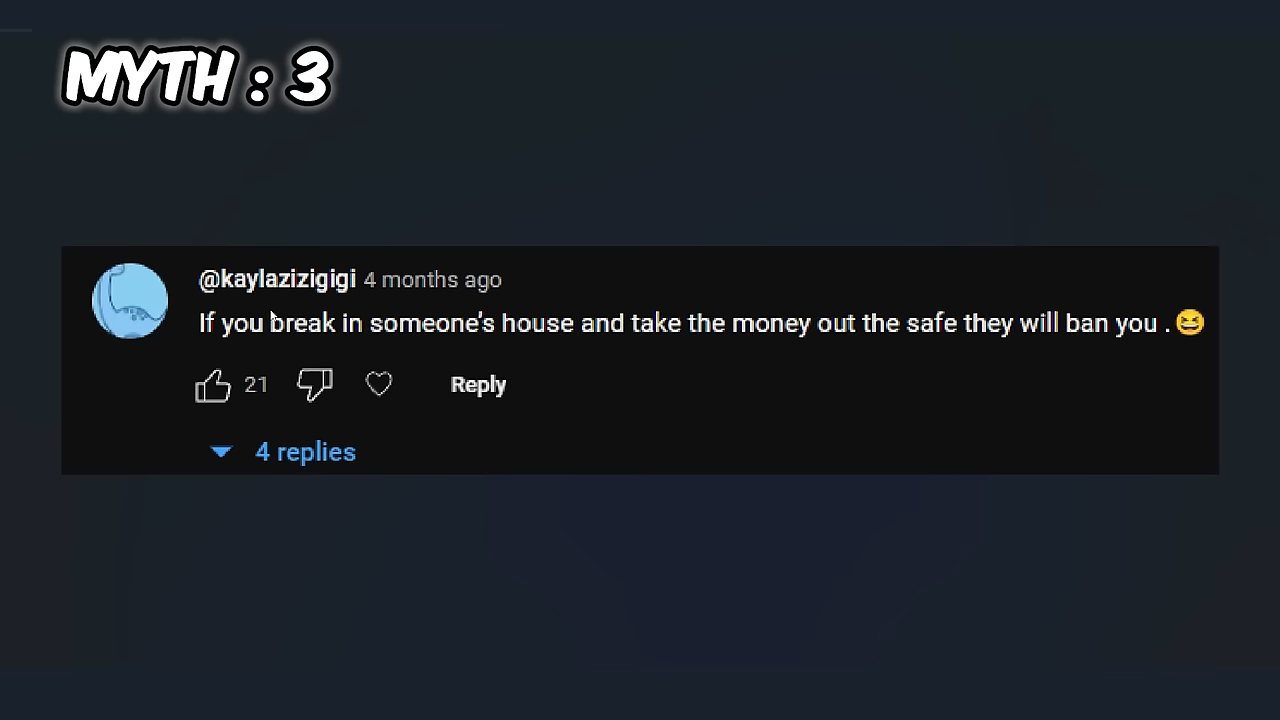 MYTH : 3
@kaylazizigigi 4 months ago
If you break in someone's house and take the money out the safe they will ban you .😆
21
Reply
4 replies